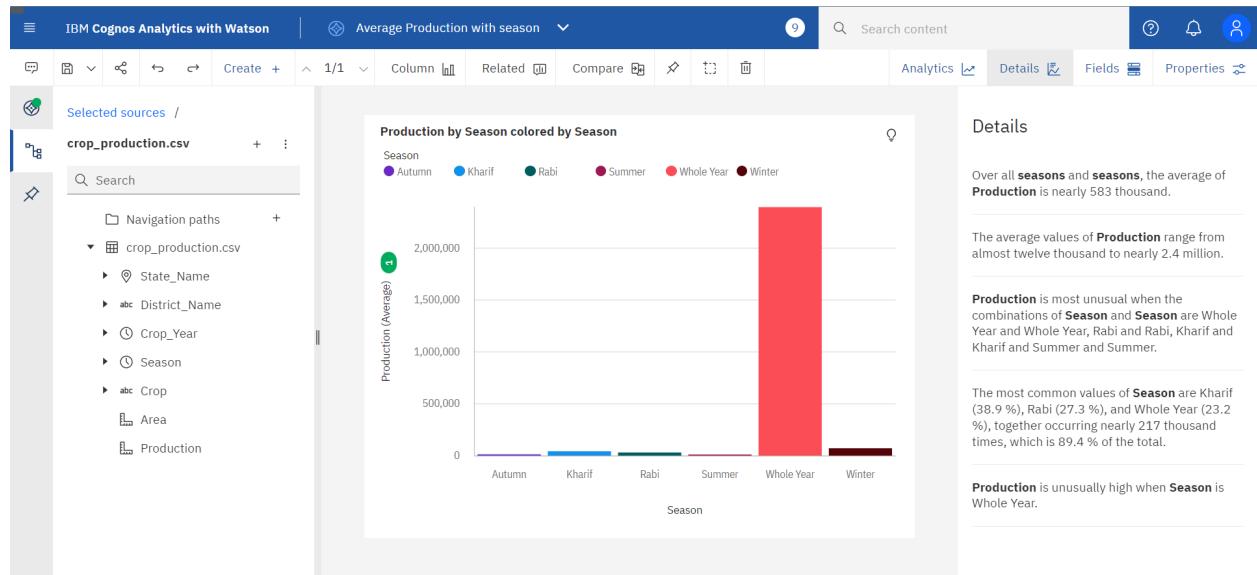 IBM Cognos Analytics with Watson
Average Production with season
9
Search content
1/1
Create +
Column
Related
Compare
Analytics
Details
Fields
Properties
Selected sources /
crop_production.csv
Search
Navigation paths
crop_production.csv
State_Name
abc District_Name
Crop_Year
Season
abc Crop
Area
Production
Production by Season colored by Season
Season
Autumn
Kharif
Rabi
Summer
Whole Year
Winter
Production (Average)
1
2,000,000
1,500,000
1,000,000
500,000
0
Autumn
Kharif
Rabi
Summer
Whole Year
Winter
Season
Details
Over all seasons and seasons, the average of
Production is nearly 583 thousand.
The average values of Production range from
almost twelve thousand to nearly 2.4 million.
Production is most unusual when the
combinations of Season and Season are Whole
Year and Whole Year, Rabi and Rabi, Kharif and
Kharif and Summer and Summer.
The most common values of Season are Kharif
(38.9 %), Rabi (27.3 %), and Whole Year (23.2
%), together occurring nearly 217 thousand
times, which is 89.4 % of the total.
Production is unusually high when Season is
Whole Year.